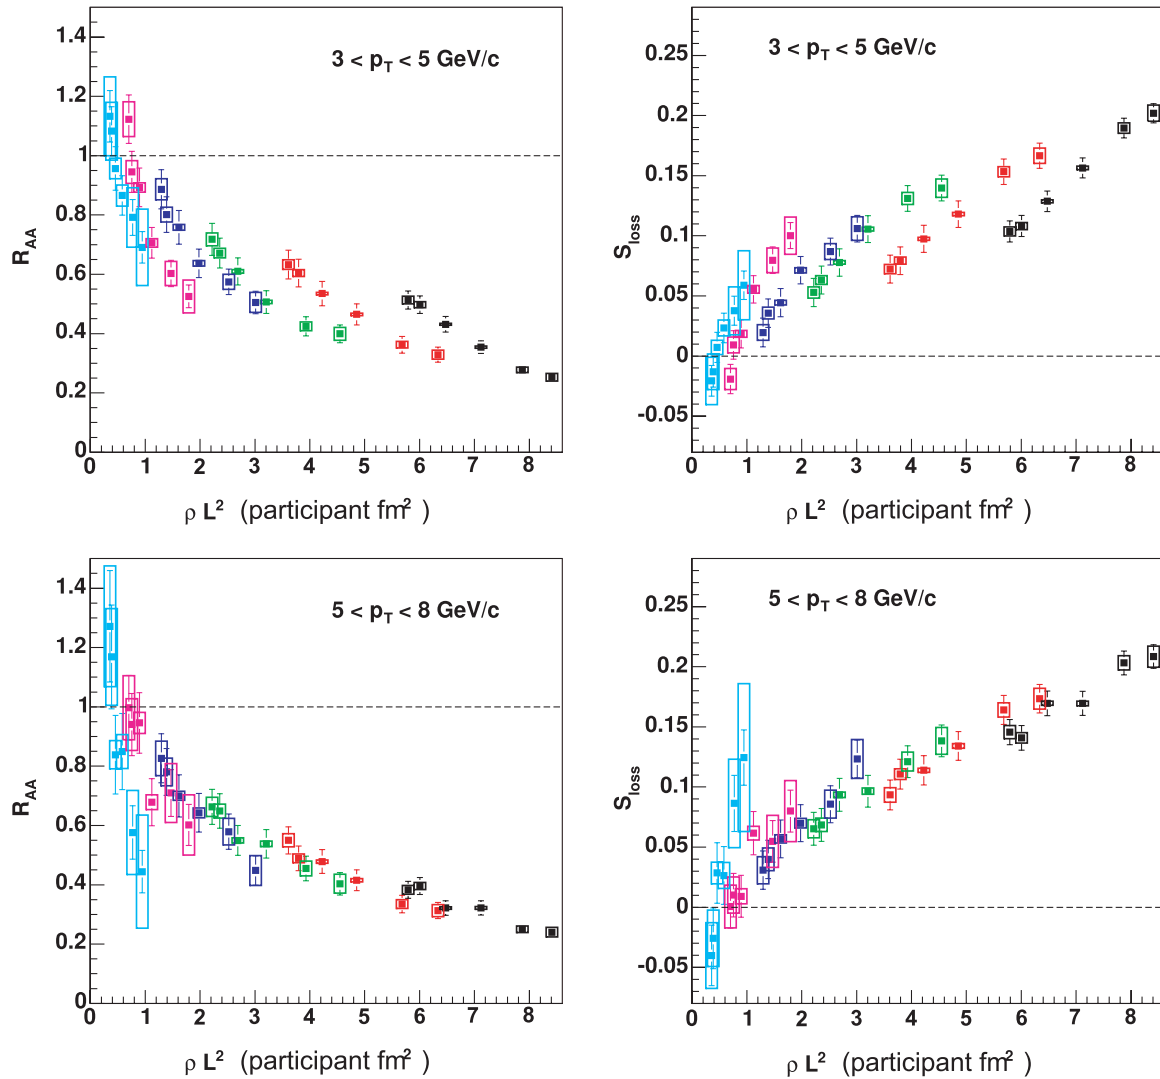 1.4
1.2
1
0.8
0.6
0.4
0.2
0
R_AA
3 < p_T < 5 GeV/c
0 1 2 3 4 5 6 7 8
ρ L² (participant fm²)
0.25
0.2
0.15
0.1
0.05
0
-0.05
S_loss
3 < p_T < 5 GeV/c
0 1 2 3 4 5 6 7 8
ρ L² (participant fm²)
1.4
1.2
1
0.8
0.6
0.4
0.2
0
R_AA
5 < p_T < 8 GeV/c
0 1 2 3 4 5 6 7 8
ρ L² (participant fm²)
0.25
0.2
0.15
0.1
0.05
0
-0.05
S_loss
5 < p_T < 8 GeV/c
0 1 2 3 4 5 6 7 8
ρ L² (participant fm²)